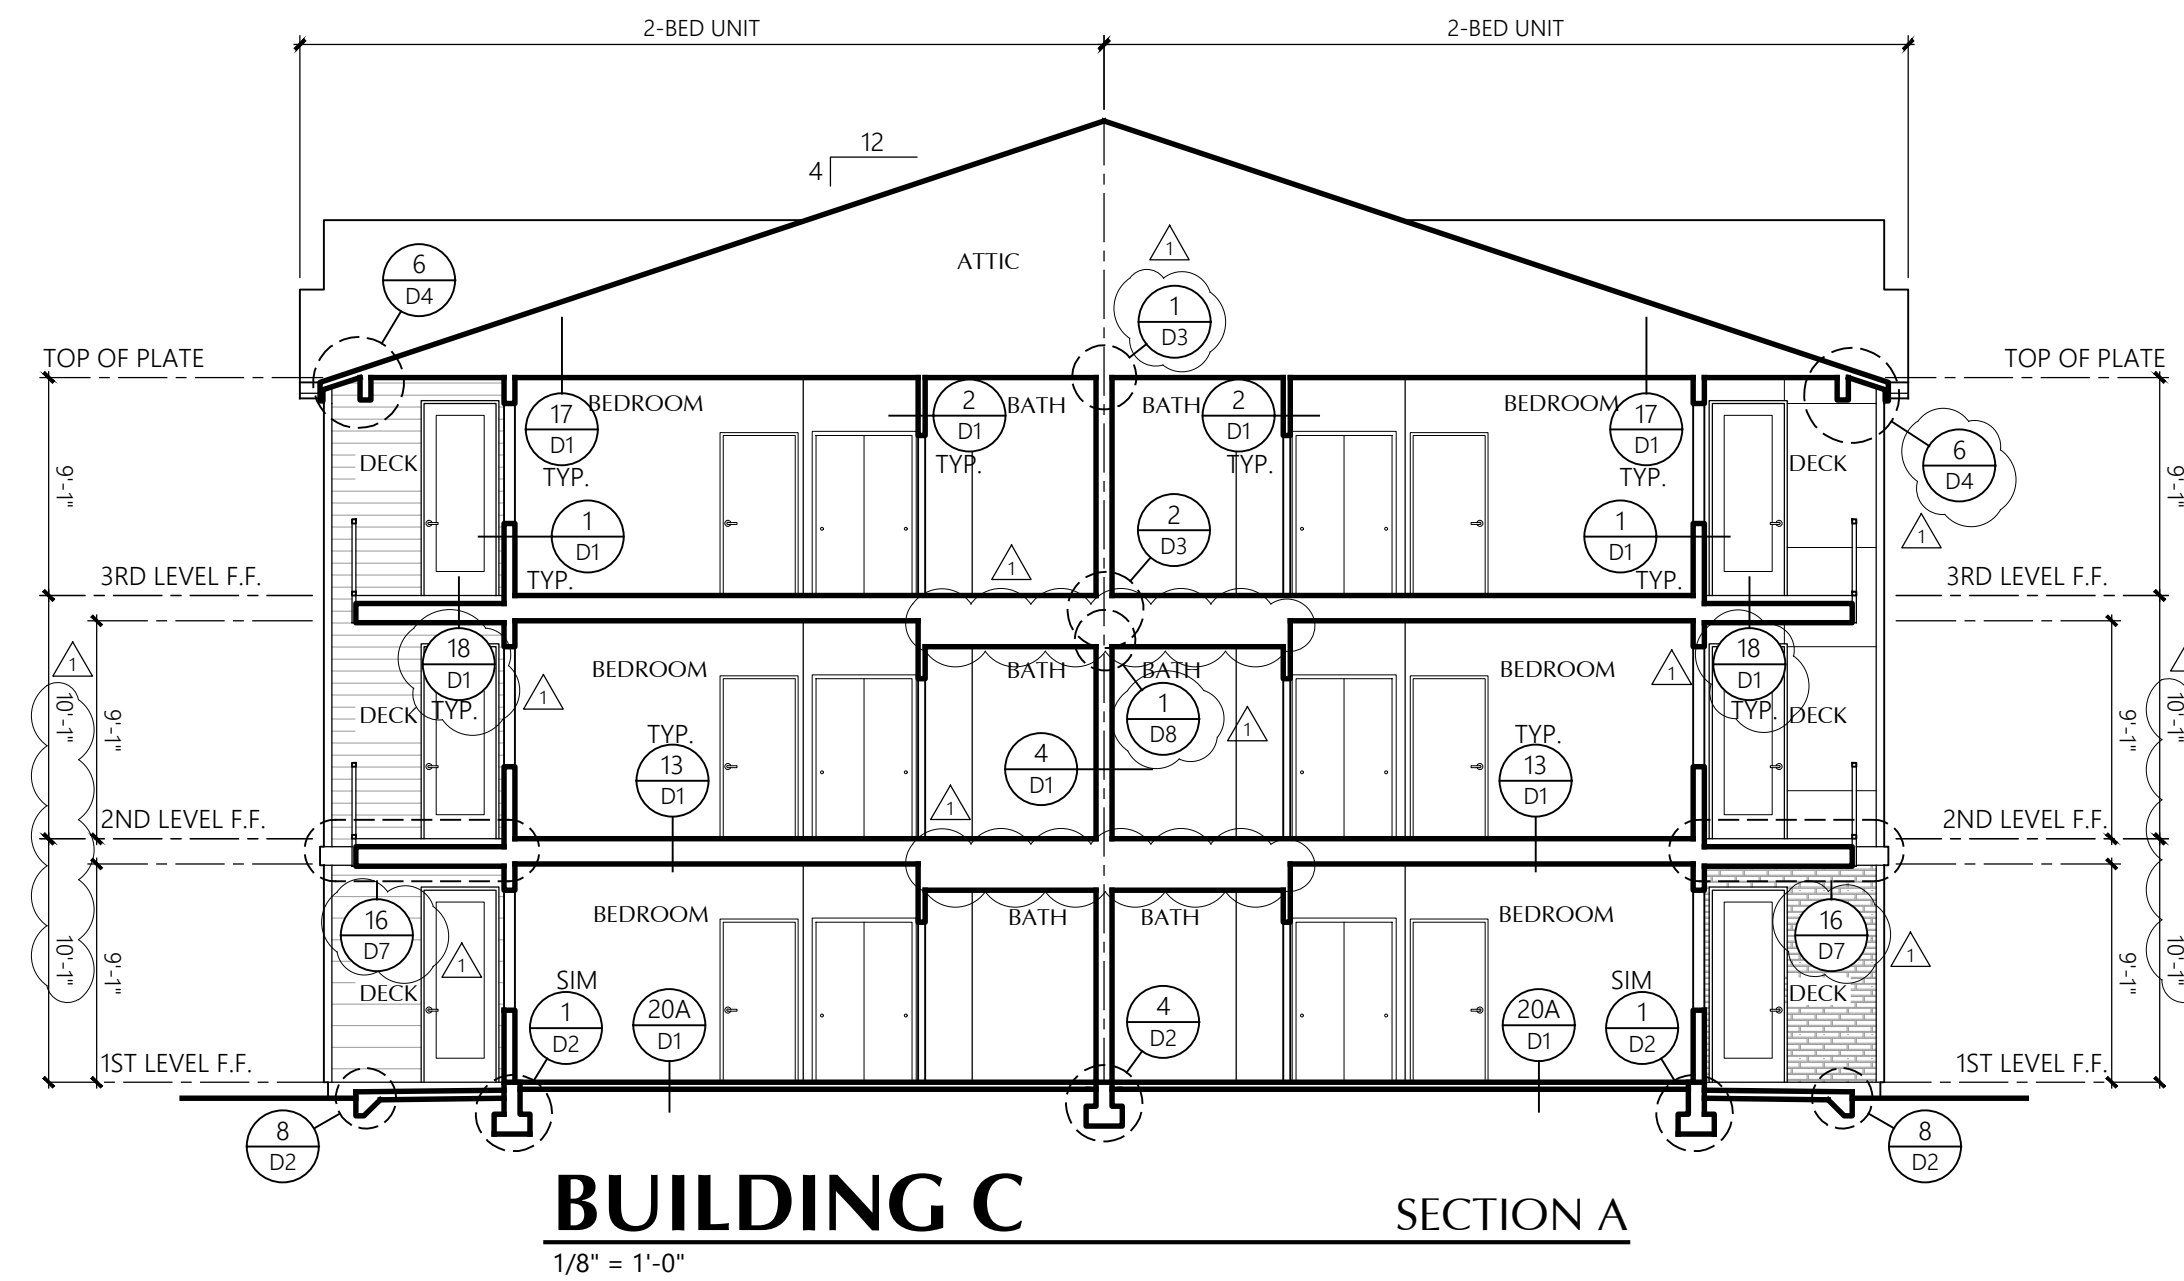 2-BED UNIT
2-BED UNIT
12
4
ATTIC
1
6
D4
1
D3
TOP OF PLATE
TOP OF PLATE
BEDROOM
17
D1
TYP.
2
D1
TYP.
BATH
BATH
2
D1
TYP.
BEDROOM
17
D1
TYP.
DECK
DECK
6
D4
1
9'-1"
9'-1"
1
D1
TYP.
2
D3
1
1
D1
TYP.
3RD LEVEL F.F.
3RD LEVEL F.F.
1
18
D1
TYP.
1
BEDROOM
BATH
BATH
BEDROOM
1
18
D1
TYP.
DECK
DECK
10'-1"
9'-1"
9'-1"
10'-1"
1
D8
1
TYP.
13
D1
4
D1
TYP.
13
D1
1
2ND LEVEL F.F.
2ND LEVEL F.F.
16
D7
1
BEDROOM
BATH
BATH
BEDROOM
16
D7
1
10'-1"
9'-1"
9'-1"
10'-1"
DECK
DECK
SIM
1
D2
20A
D1
4
D2
20A
D1
SIM
1
D2
1ST LEVEL F.F.
1ST LEVEL F.F.
8
D2
8
D2
BUILDING C
SECTION A
1/8" = 1'-0"